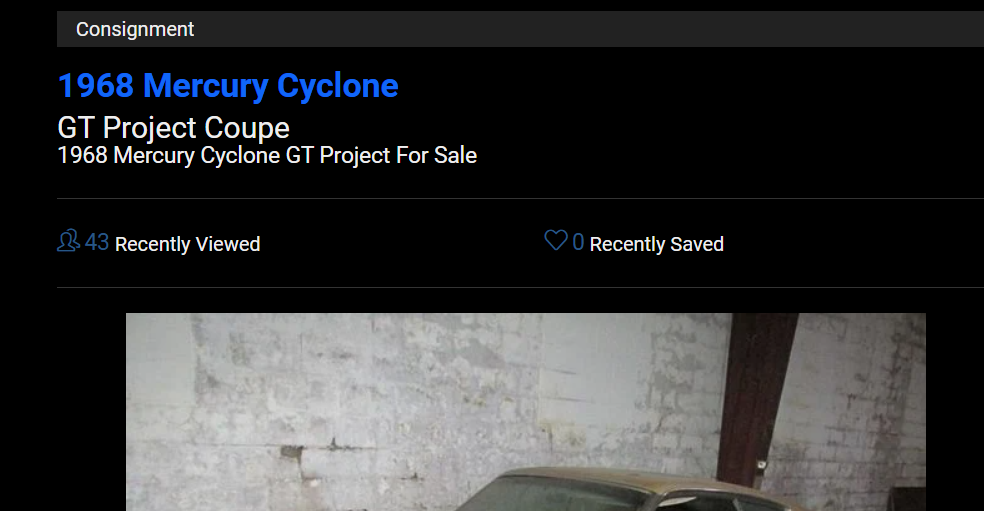 Consignment
1968 Mercury Cyclone
GT Project Coupe
1968 Mercury Cyclone GT Project For Sale
43 Recently Viewed
0 Recently Saved